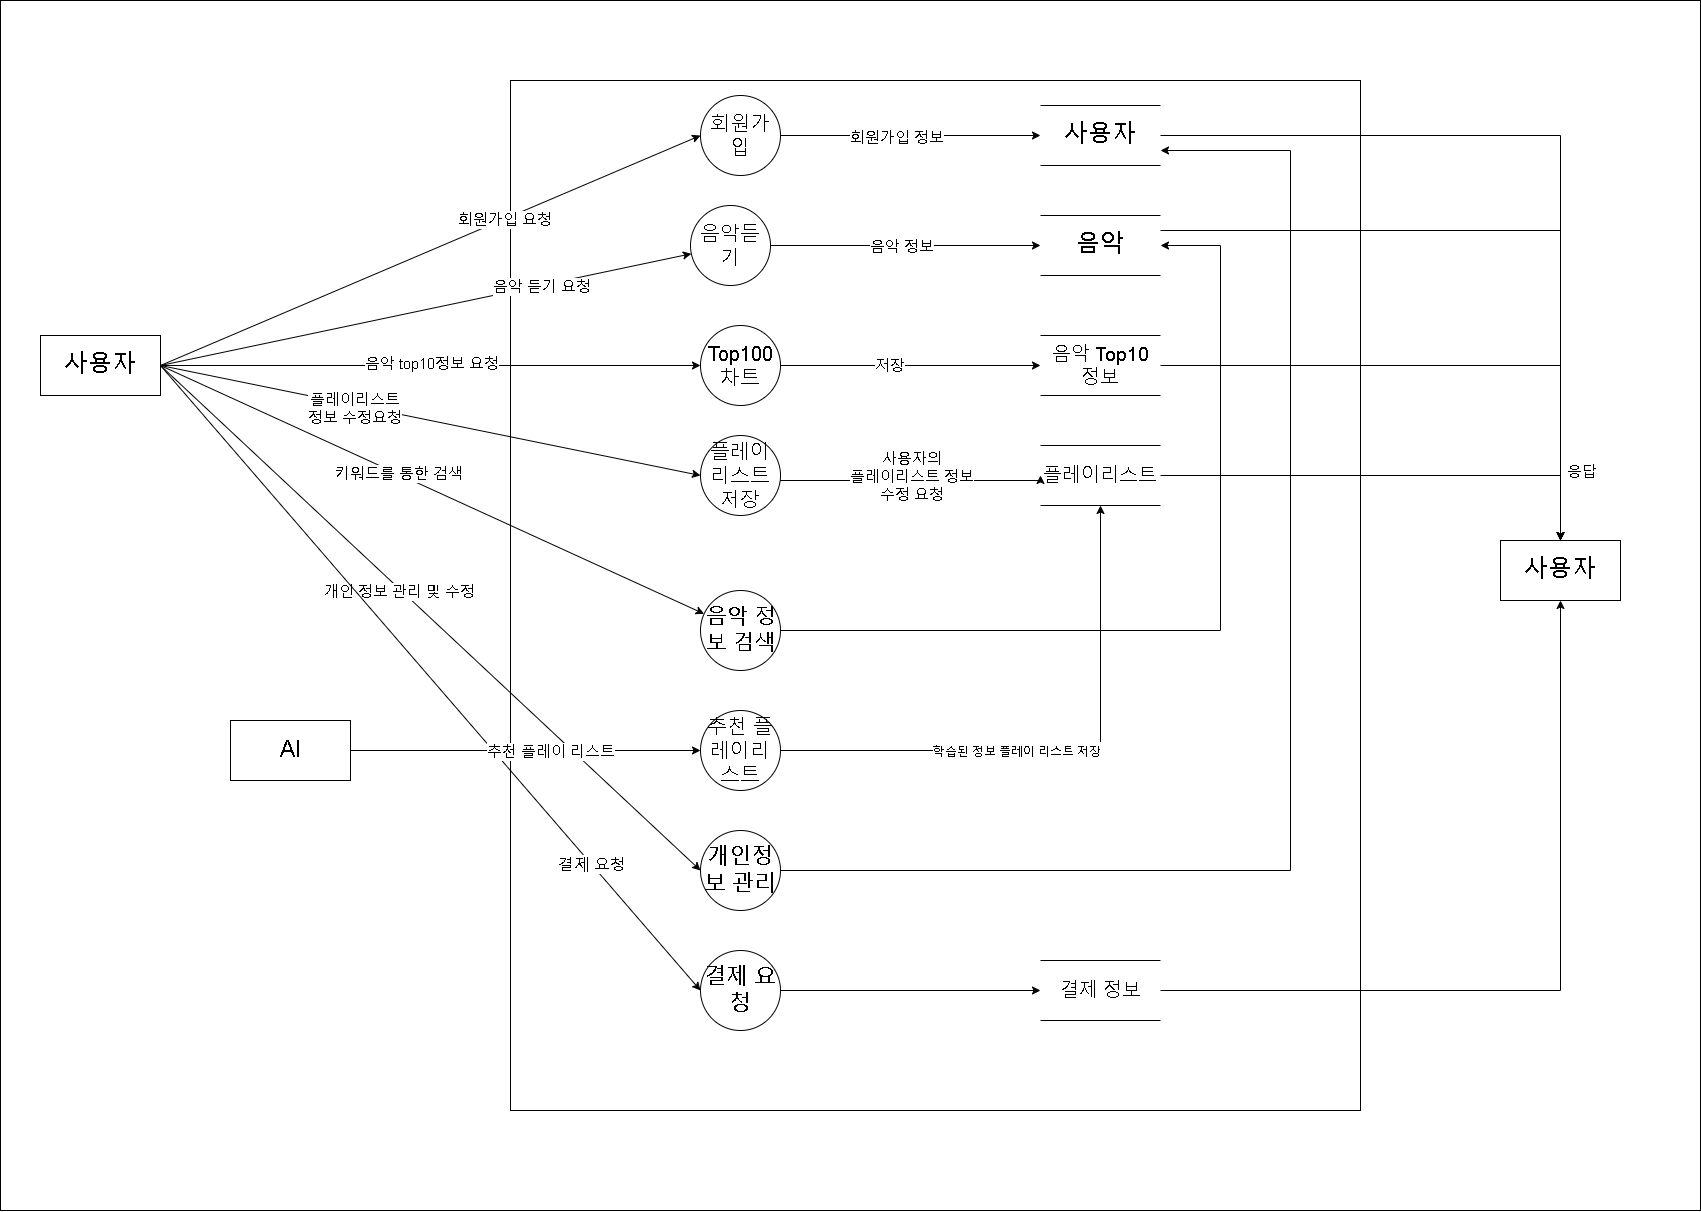 회원가
입
회원가입 정보
사용자
회원가입 요청
음악듣
기
음악 정보
음악
음악 듣기 요청
사용자
음악 top10정보 요청
Top100
차트
저장
음악 Top10
정보
플레이리스트
정보 수정요청
플레이
리스트
저장
사용자의
플레이리스트 정보
수정 요청
플레이리스트
응답
키워드를 통한 검색
사용자
개인 정보 관리 및 수정
음악 정
보 검색
AI
추천 플레이 리스트
추천 플
레이리
스트
학습된 정보 플레이 리스트 저장
결제 요청
개인정
보 관리
결제 요
청
결제 정보